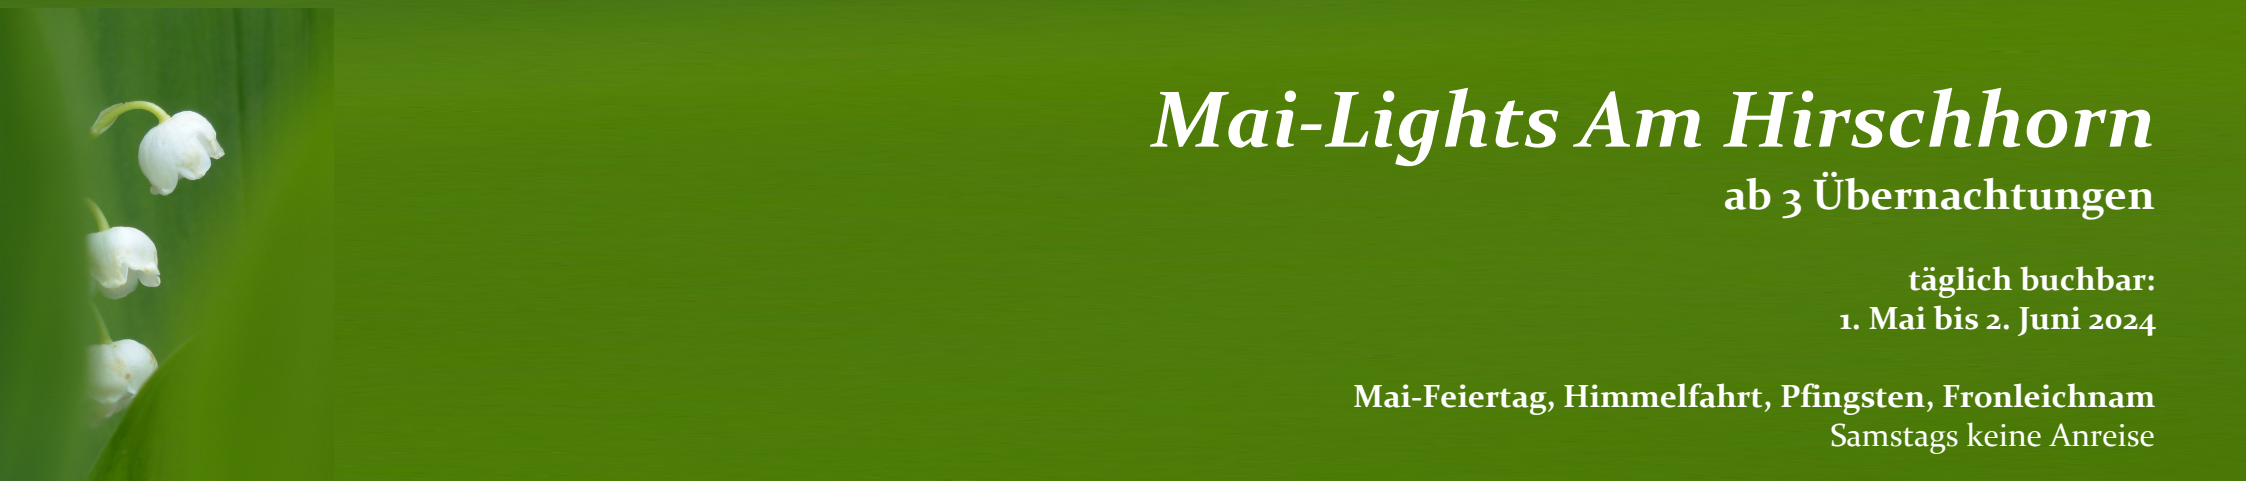 Mai-Lights Am Hirschhorn
ab 3 Übernachtungen
täglich buchbar:
1. Mai bis 2. Juni 2024
Mai-Feiertag, Himmelfahrt, Pfingsten, Fronleichnam
Samstags keine Anreise